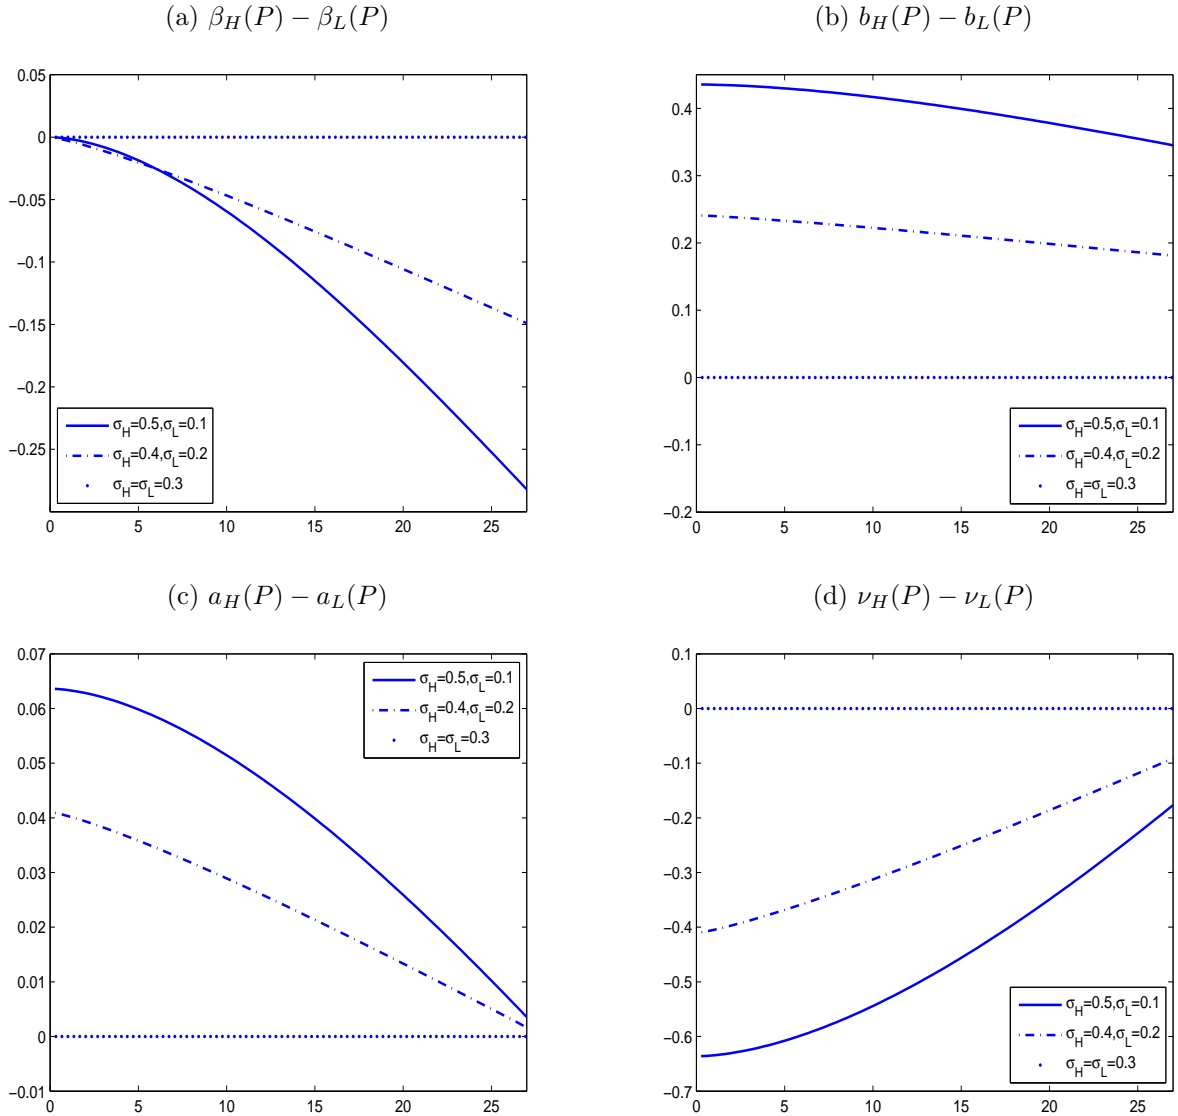 (a) β_H(P) − β_L(P)
0.05
0
−0.05
−0.1
−0.15
−0.2
−0.25
σ_H=0.5,σ_L=0.1
σ_H=0.4,σ_L=0.2
σ_H=σ_L=0.3
0 5 10 15 20 25
(b) b_H(P) − b_L(P)
0.4
0.3
0.2
0.1
0
−0.1
−0.2
σ_H=0.5,σ_L=0.1
σ_H=0.4,σ_L=0.2
σ_H=σ_L=0.3
0 5 10 15 20 25
(c) a_H(P) − a_L(P)
0.07
0.06
0.05
0.04
0.03
0.02
0.01
0
−0.01
σ_H=0.5,σ_L=0.1
σ_H=0.4,σ_L=0.2
σ_H=σ_L=0.3
0 5 10 15 20 25
(d) ν_H(P) − ν_L(P)
0.1
0
−0.1
−0.2
−0.3
−0.4
−0.5
−0.6
−0.7
σ_H=0.5,σ_L=0.1
σ_H=0.4,σ_L=0.2
σ_H=σ_L=0.3
0 5 10 15 20 25